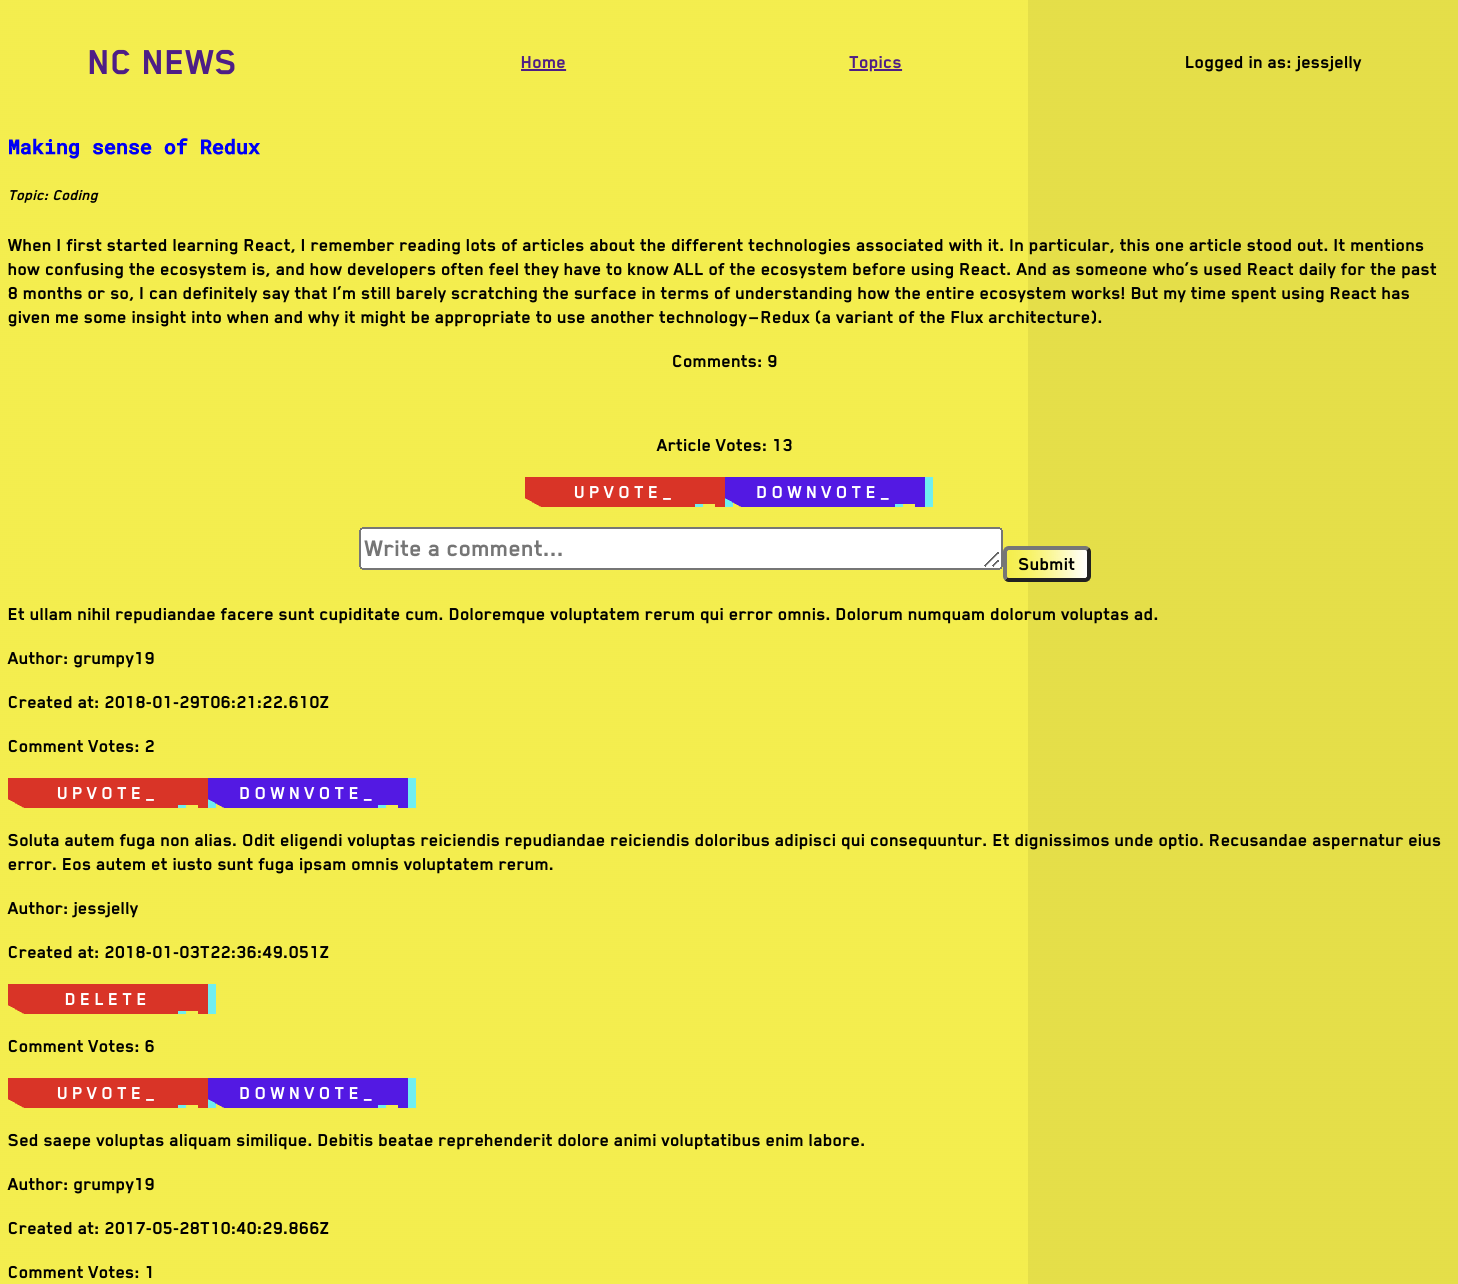 NC NEWS
Home
Topics
Logged in as: jessjelly
Making sense of Redux
Topic: Coding
When I first started learning React, I remember reading lots of articles about the different technologies associated with it. In particular, this one article stood out. It mentions
how confusing the ecosystem is, and how developers often feel they have to know ALL of the ecosystem before using React. And as someone who’s used React daily for the past
8 months or so, I can definitely say that I’m still barely scratching the surface in terms of understanding how the entire ecosystem works! But my time spent using React has
given me some insight into when and why it might be appropriate to use another technology—Redux (a variant of the Flux architecture).
Comments: 9
Article Votes: 13
UPVOTE_
DOWNVOTE_
Write a comment...
Submit
Et ullam nihil repudiandae facere sunt cupiditate cum. Doloremque voluptatem rerum qui error omnis. Dolorum numquam dolorum voluptas ad.
Author: grumpy19
Created at: 2018-01-29T06:21:22.610Z
Comment Votes: 2
UPVOTE_
DOWNVOTE_
Soluta autem fuga non alias. Odit eligendi voluptas reiciendis repudiandae reiciendis doloribus adipisci qui consequuntur. Et dignissimos unde optio. Recusandae aspernatur eius
error. Eos autem et iusto sunt fuga ipsam omnis voluptatem rerum.
Author: jessjelly
Created at: 2018-01-03T22:36:49.051Z
DELETE
Comment Votes: 6
UPVOTE_
DOWNVOTE_
Sed saepe voluptas aliquam similique. Debitis beatae reprehenderit dolore animi voluptatibus enim labore.
Author: grumpy19
Created at: 2017-05-28T10:40:29.866Z
Comment Votes: 1